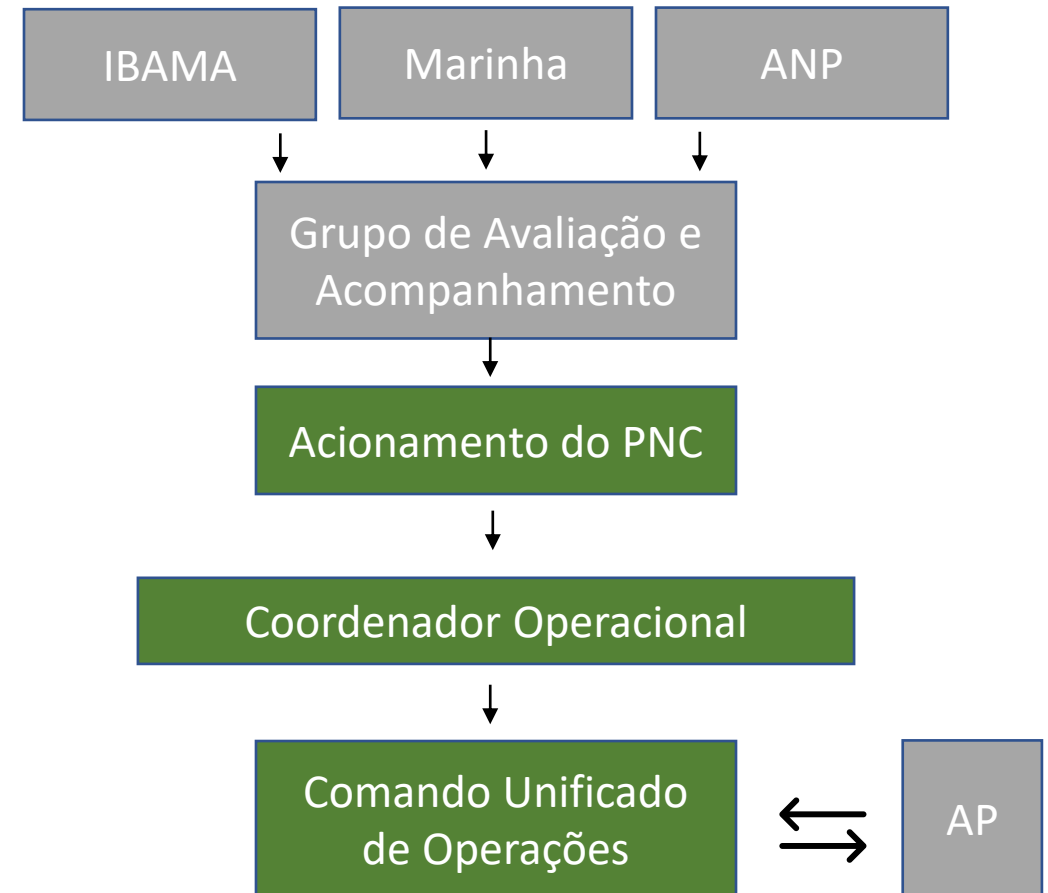 IBAMA
Marinha
ANP
Grupo de Avaliação e
Acompanhamento
Acionamento do PNC
Coordenador Operacional
Comando Unificado
de Operações
AP